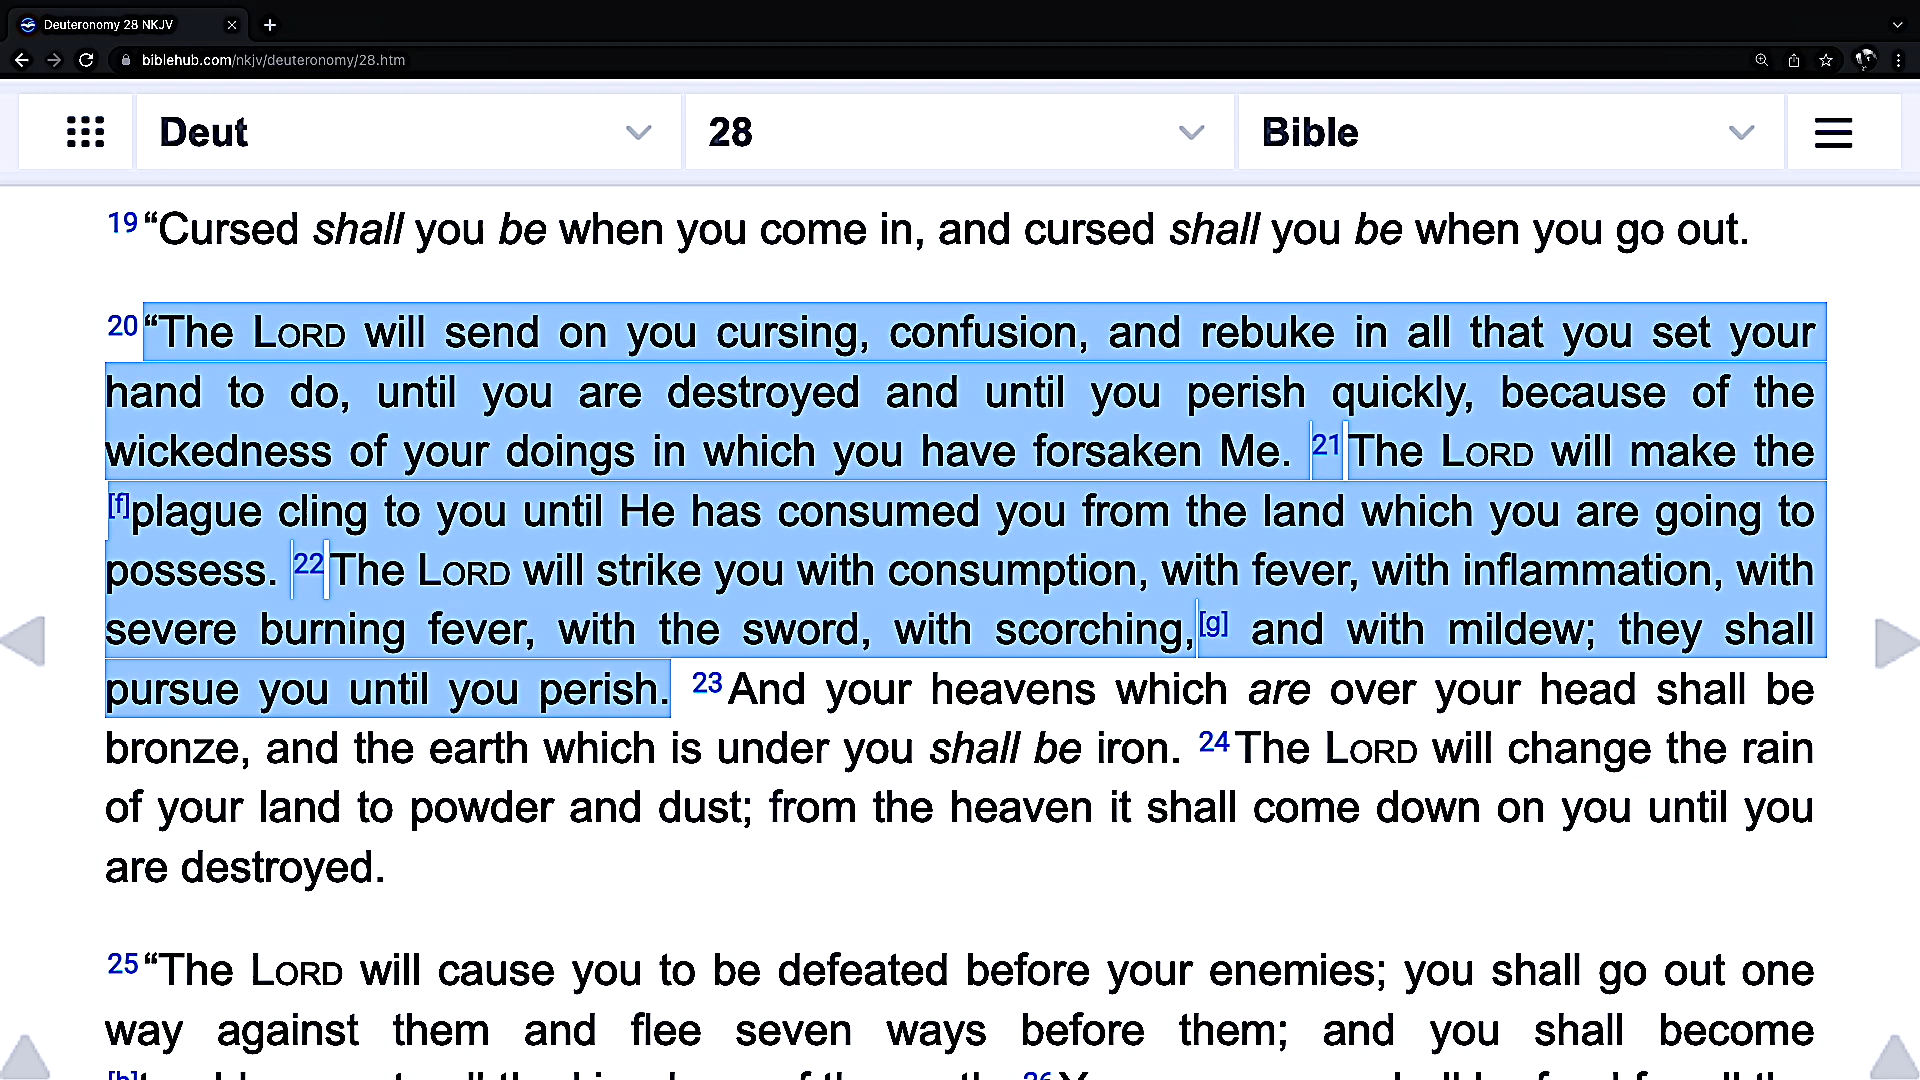 Deuteronomy 28 NKJV
biblehub.com/nkjv/deuteronomy/28.htm
Deut 28 Bible
19 “Cursed shall you be when you come in, and cursed shall you be when you go out.
20 “The LORD will send on you cursing, confusion, and rebuke in all that you set your
hand to do, until you are destroyed and until you perish quickly, because of the
wickedness of your doings in which you have forsaken Me. 21 The LORD will make the
[f]plague cling to you until He has consumed you from the land which you are going to
possess. 22 The LORD will strike you with consumption, with fever, with inflammation, with
severe burning fever, with the sword, with scorching,[g] and with mildew; they shall
pursue you until you perish. 23 And your heavens which are over your head shall be
bronze, and the earth which is under you shall be iron. 24 The LORD will change the rain
of your land to powder and dust; from the heaven it shall come down on you until you
are destroyed.
25 “The LORD will cause you to be defeated before your enemies; you shall go out one
way against them and flee seven ways before them; and you shall become